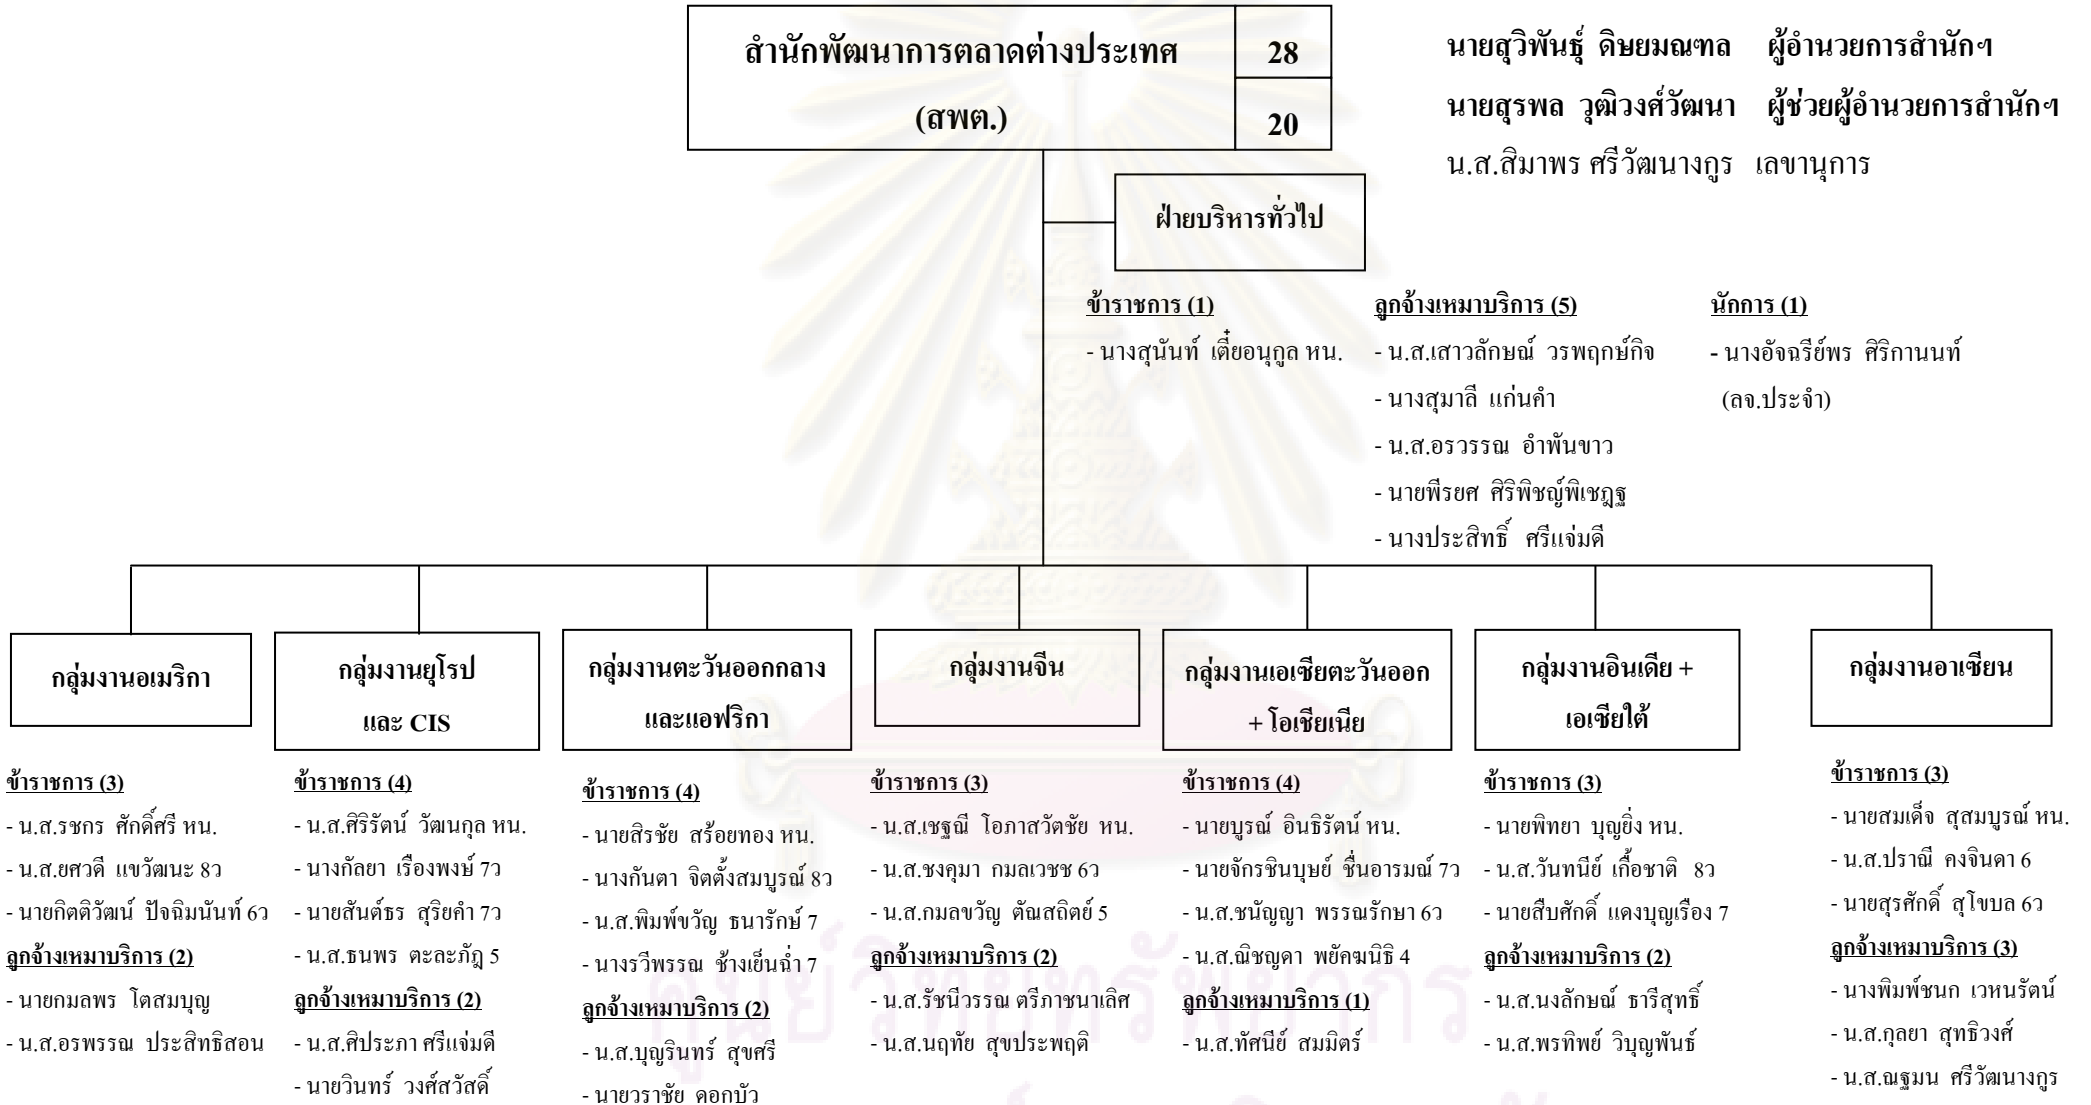 สำนักพัฒนาการตลาดต่างประเทศ
(สพต.)
28
20
นายสุวิพันธุ์ ดิษยมณฑล ผู้อำนวยการสำนักฯ
นายสุรพล วุฒิวงศ์วัฒนา ผู้ช่วยผู้อำนวยการสำนักฯ
น.ส.สิมาพร ศรีวัฒนางกูร เลขานุการ
ฝ่ายบริหารทั่วไป
ข้าราชการ (1)
- นางสุนันท์ เตี๋ยอนุกูล หน.
ลูกจ้างเหมาบริการ (5)
- น.ส.เสาวลักษณ์ วรพฤกษ์กิจ
- นางสุมาลี แก่นคำ
- น.ส.อรวรรณ อำพันขาว
- นายพีรยศ ศิริพิชญ์พิเชฎฐ
- นางประสิทธิ์ ศรีแจ่มดี
นักการ (1)
- นางอัจฉรีย์พร ศิริกานนท์
(ลจ.ประจำ)
กลุ่มงานอเมริกา
ข้าราชการ (3)
- น.ส.รชกร ศักดิ์ศรี หน.
- น.ส.ยศวดี แขวัฒนะ 8ว
- นายกิตติวัฒน์ ปัจฉิมนันท์ 6ว
ลูกจ้างเหมาบริการ (2)
- นายกมลพร โตสมบุญ
- น.ส.อรพรรณ ประสิทธิสอน
กลุ่มงานยุโรป
และ CIS
ข้าราชการ (4)
- น.ส.ศิริรัตน์ วัฒนกุล หน.
- นางกัลยา เรืองพงษ์ 7ว
- นายสันต์ธร สุริยคำ 7ว
- น.ส.ธนพร ตะละภัฎ 5
ลูกจ้างเหมาบริการ (2)
- น.ส.ศิประภา ศรีแจ่มดี
- นายวินทร์ วงศ์สวัสดิ์
กลุ่มงานตะวันออกกลาง
และแอฟริกา
ข้าราชการ (4)
- นายสิรชัย สร้อยทอง หน.
- นางกันตา จิตตั้งสมบูรณ์ 8ว
- น.ส.พิมพ์ขวัญ ธนารักษ์ 7
- นางรวีพรรณ ช้างเย็นฉ่ำ 7
ลูกจ้างเหมาบริการ (2)
- น.ส.บุญรินทร์ สุขศรี
- นายวราชัย ดอกบัว
กลุ่มงานจีน
ข้าราชการ (3)
- น.ส.เชฐณี โอภาสวัตชัย หน.
- น.ส.ชงคุมา กมลเวชช 6ว
- น.ส.กมลขวัญ ตัณสถิตย์ 5
ลูกจ้างเหมาบริการ (2)
- น.ส.รัชนีวรรณ ตรีภาชนาเลิศ
- น.ส.นฤทัย สุขประพฤติ
กลุ่มงานเอเซียตะวันออก
+ โอเชียเนีย
ข้าราชการ (4)
- นายบูรณ์ อินธิรัตน์ หน.
- นายจักรชินบุษย์ ชื่นอารมณ์ 7ว
- น.ส.ชนัญญา พรรณรักษา 6ว
- น.ส.ณิชญดา พยัคฆนิธิ 4
ลูกจ้างเหมาบริการ (1)
- น.ส.ทัศนีย์ สมมิตร์
กลุ่มงานอินเดีย +
เอเซียใต้
ข้าราชการ (3)
- นายพิทยา บุญยิ่ง หน.
- น.ส.วันทนีย์ เกื้อชาติ 8ว
- นายสืบศักดิ์ แดงบุญเรือง 7
ลูกจ้างเหมาบริการ (2)
- น.ส.นงลักษณ์ ธารีสุทธิ์
- น.ส.พรทิพย์ วิบุญพันธ์
กลุ่มงานอาเซียน
ข้าราชการ (3)
- นายสมเด็จ สุสมบูรณ์ หน.
- น.ส.ปราณี คงจินดา 6
- นายสุรศักดิ์ สุโขบล 6ว
ลูกจ้างเหมาบริการ (3)
- นางพิมพ์ชนก เวหนรัตน์
- น.ส.กุลยา สุทธิวงศ์
- น.ส.ณฐมน ศรีวัฒนางกูร
ศูนย์วิทยทรัพยากร